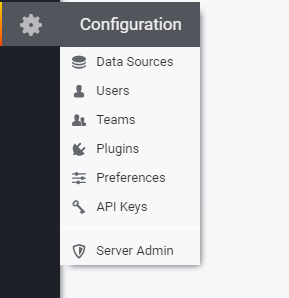 Configuration
Data Sources
Users
Teams
Plugins
Preferences
API Keys
Server Admin